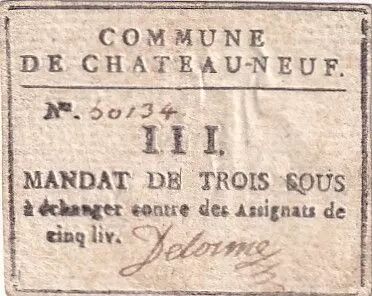 COMMUNE
DE CHATEAU-NEUF.
No. 60134
III.
MANDAT DE TROIS SOUS
à échanger contre des Assignats de
cinq liv. Delorme